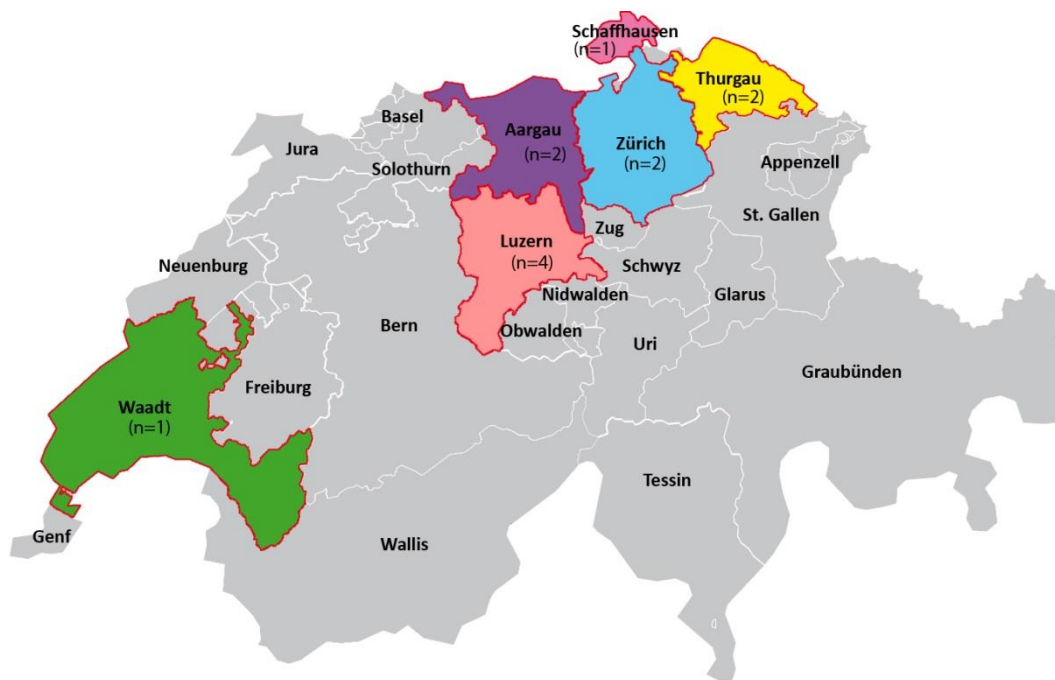 Schaffhausen
(n=1)
Thurgau
(n=2)
Basel
Aargau
(n=2)
Zürich
(n=2)
Jura
Solothurn
Appenzell
St. Gallen
Zug
Luzern
(n=4)
Neuenburg
Schwyz
Nidwalden
Glarus
Obwalden
Bern
Uri
Graubünden
Freiburg
Waadt
(n=1)
Tessin
Genf
Wallis